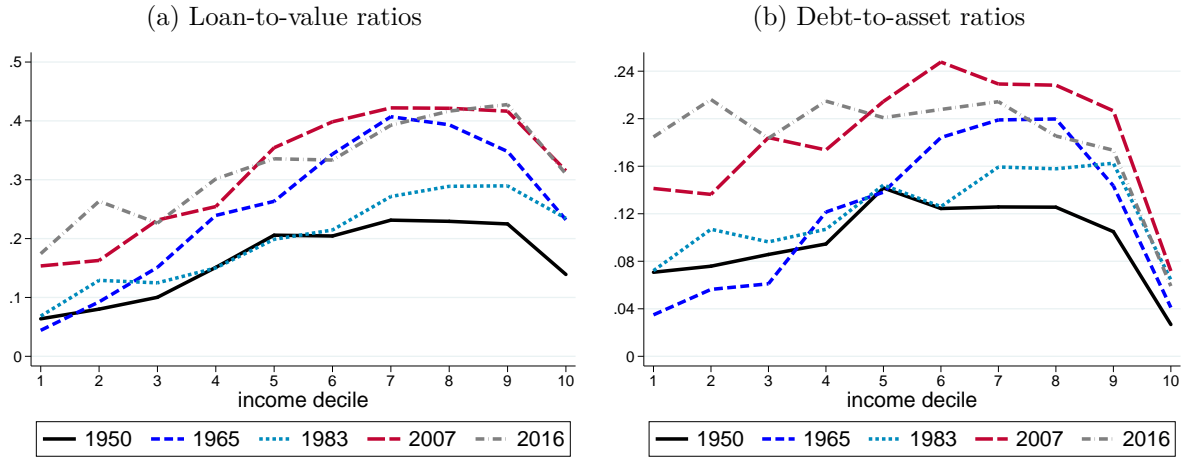 (a) Loan-to-value ratios
.5
.4
.3
.2
.1
0
1 2 3 4 5 6 7 8 9 10
income decile
1950 1965 1983 2007 2016
(b) Debt-to-asset ratios
.24
.2
.16
.12
.08
.04
0
1 2 3 4 5 6 7 8 9 10
income decile
1950 1965 1983 2007 2016